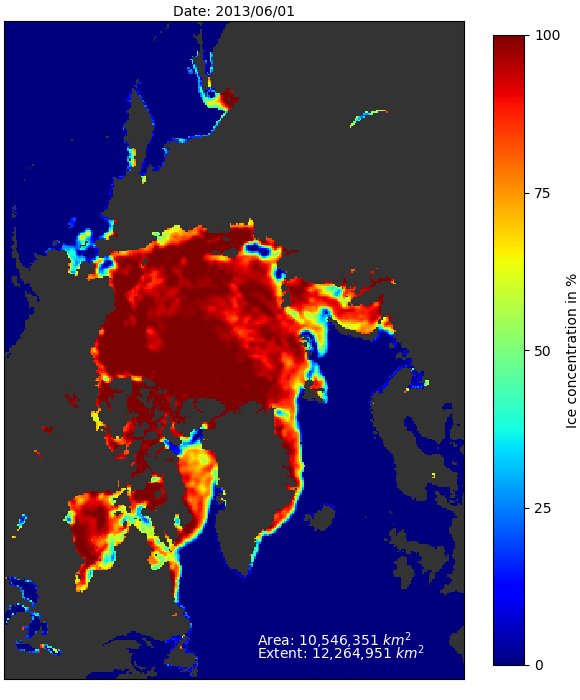 Date: 2013/06/01
100
75
50
25
0
Ice concentration in %
Area: 10,546,351 km²
Extent: 12,264,951 km²